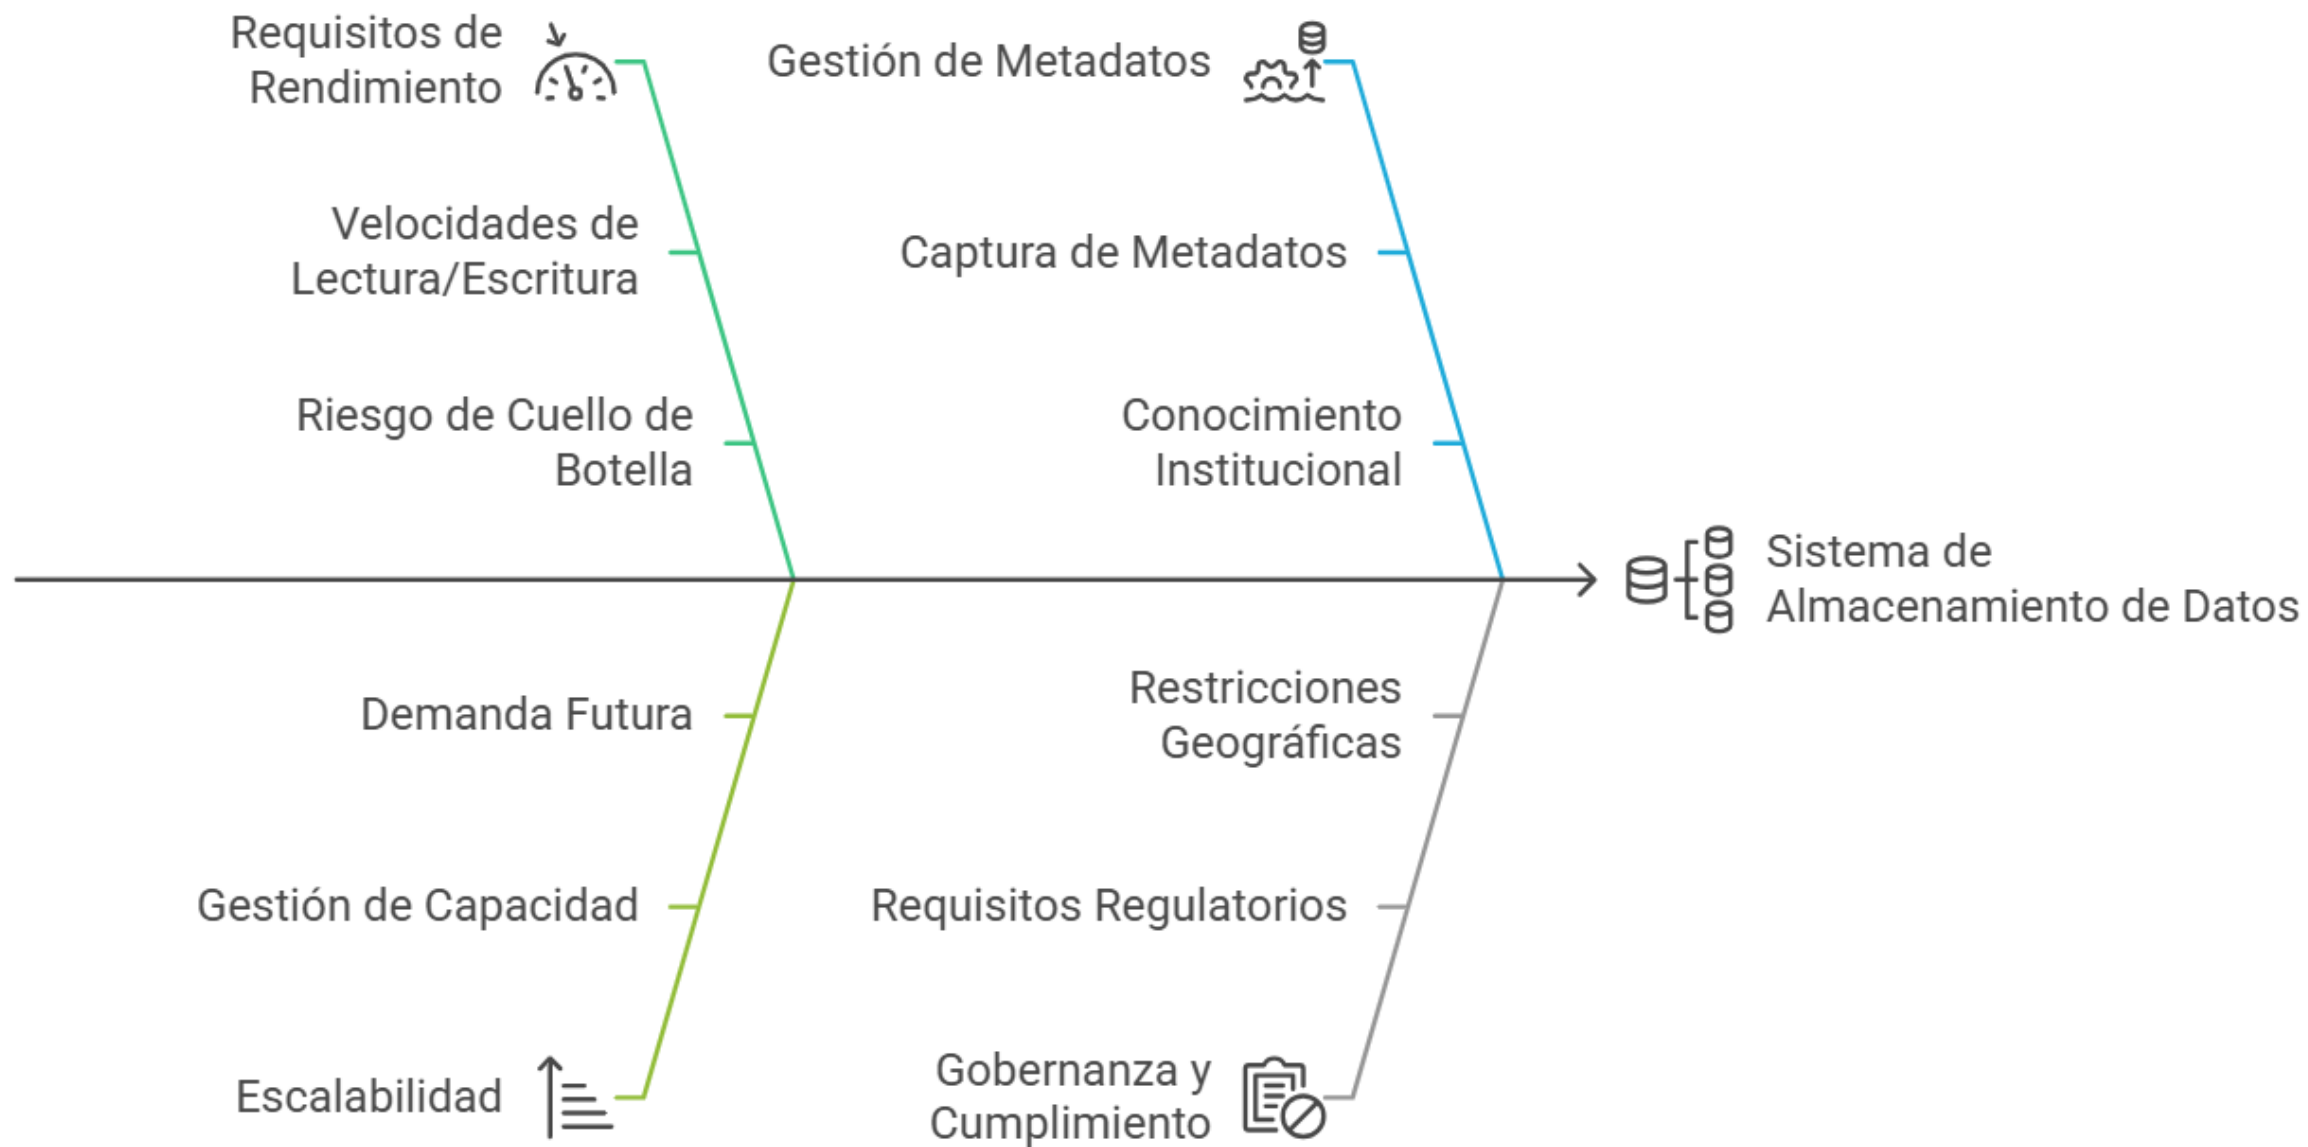 Requisitos de
Rendimiento
Velocidades de
Lectura/Escritura
Riesgo de Cuello de
Botella
Gestión de Metadatos
Captura de Metadatos
Conocimiento
Institucional
Sistema de
Almacenamiento de Datos
Demanda Futura
Gestión de Capacidad
Escalabilidad
Restricciones
Geográficas
Requisitos Regulatorios
Gobernanza y
Cumplimiento